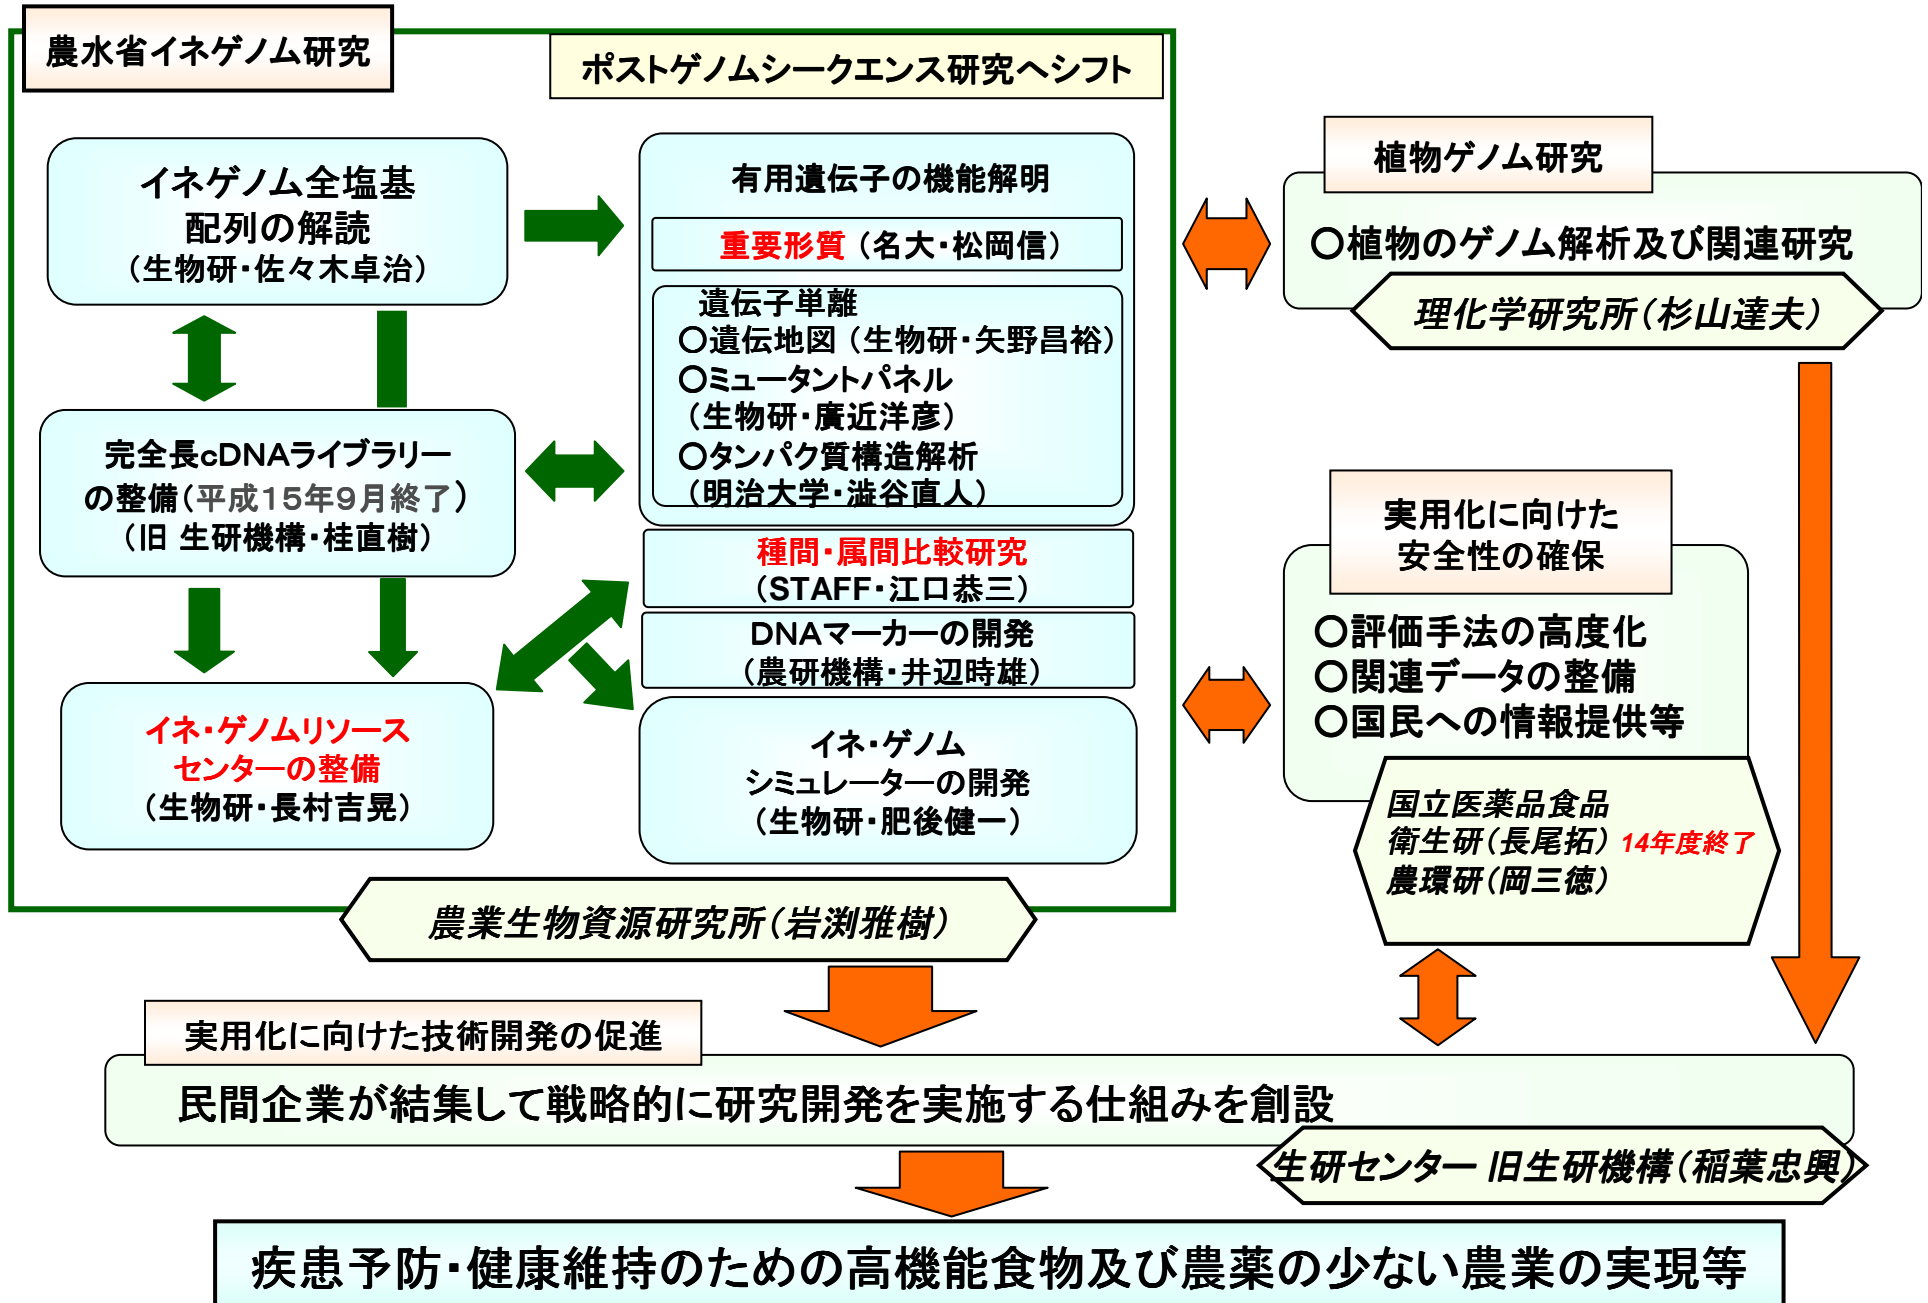 農水省イネゲノム研究
ポストゲノムシークエンス研究へシフト
イネゲノム全塩基
配列の解読
（生物研・佐々木卓治）
完全長cDNAライブラリー
の整備（平成１５年９月終了）
（旧 生研機構・桂直樹）
イネ・ゲノムリソース
センターの整備
（生物研・長村吉晃）
有用遺伝子の機能解明
重要形質（名大・松岡信）
遺伝子単離
○遺伝地図（生物研・矢野昌裕）
○ミュータントパネル
（生物研・廣近洋彦）
○タンパク質構造解析
（明治大学・澁谷直人）
種間・属間比較研究
（STAFF・江口恭三）
DNAマーカーの開発
（農研機構・井辺時雄）
イネ・ゲノム
シミュレーターの開発
（生物研・肥後健一）
農業生物資源研究所（岩渕雅樹）
植物ゲノム研究
○植物のゲノム解析及び関連研究
理化学研究所（杉山達夫）
実用化に向けた
安全性の確保
○評価手法の高度化
○関連データの整備
○国民への情報提供等
国立医薬品食品
衛生研（長尾拓）14年度終了
農環研（岡三徳）
実用化に向けた技術開発の促進
民間企業が結集して戦略的に研究開発を実施する仕組みを創設
生研センター 旧生研機構（稲葉忠興）
疾患予防・健康維持のための高機能食物及び農薬の少ない農業の実現等